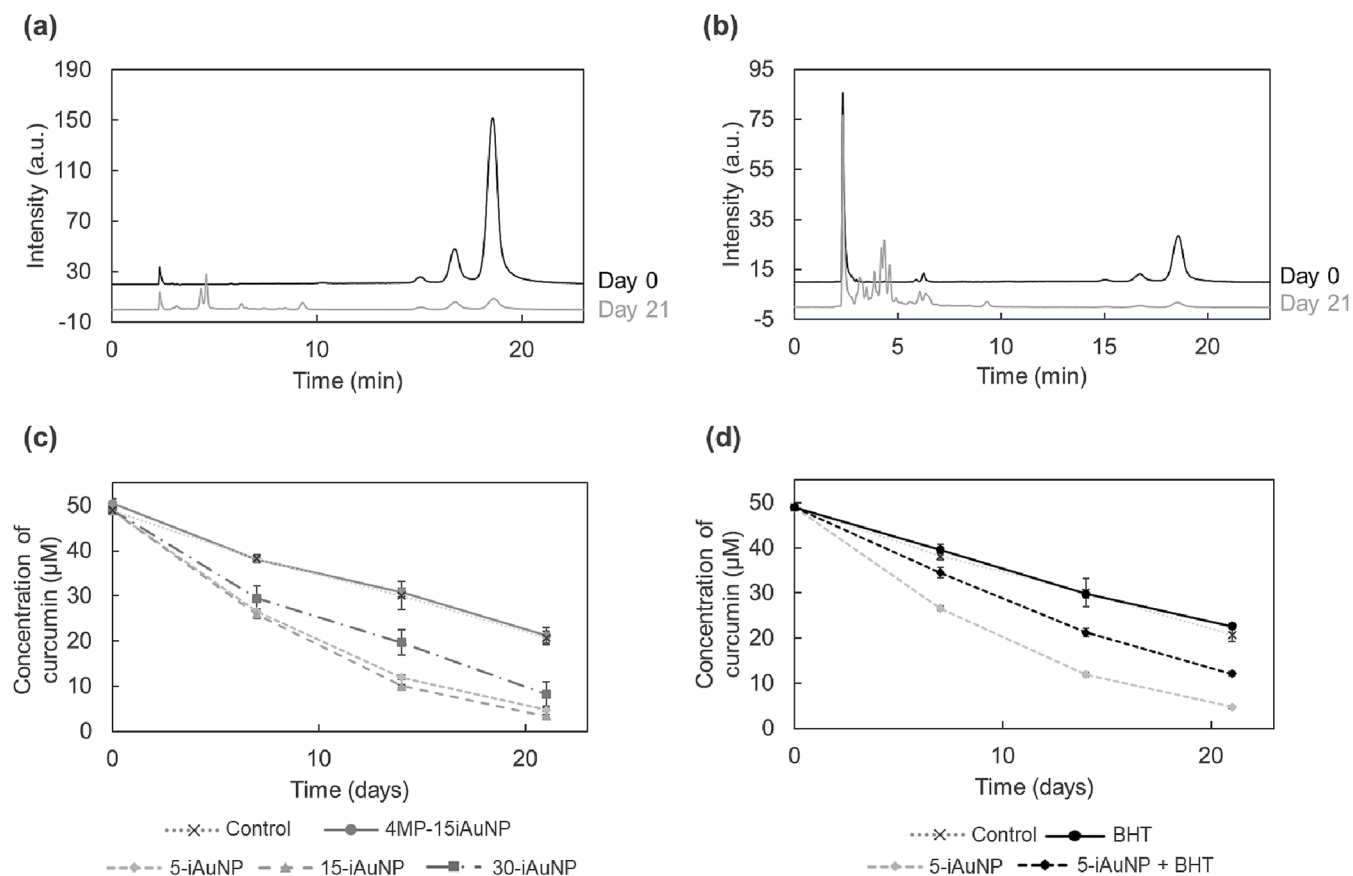 (a)
190
150
110
70
30
-10
Intensity (a.u.)
Day 0
Day 21
0
10
20
Time (min)
(b)
95
75
55
35
15
-5
Intensity (a.u.)
Day 0
Day 21
0
5
10
15
20
Time (min)
(c)
50
40
30
20
10
0
Concentration of
curcumin (µM)
0
10
20
Time (days)
Control
4MP-15iAuNP
5-iAuNP
15-iAuNP
30-iAuNP
(d)
50
40
30
20
10
0
Concentration of
curcumin (µM)
0
10
20
Time (days)
Control
BHT
5-iAuNP
5-iAuNP + BHT